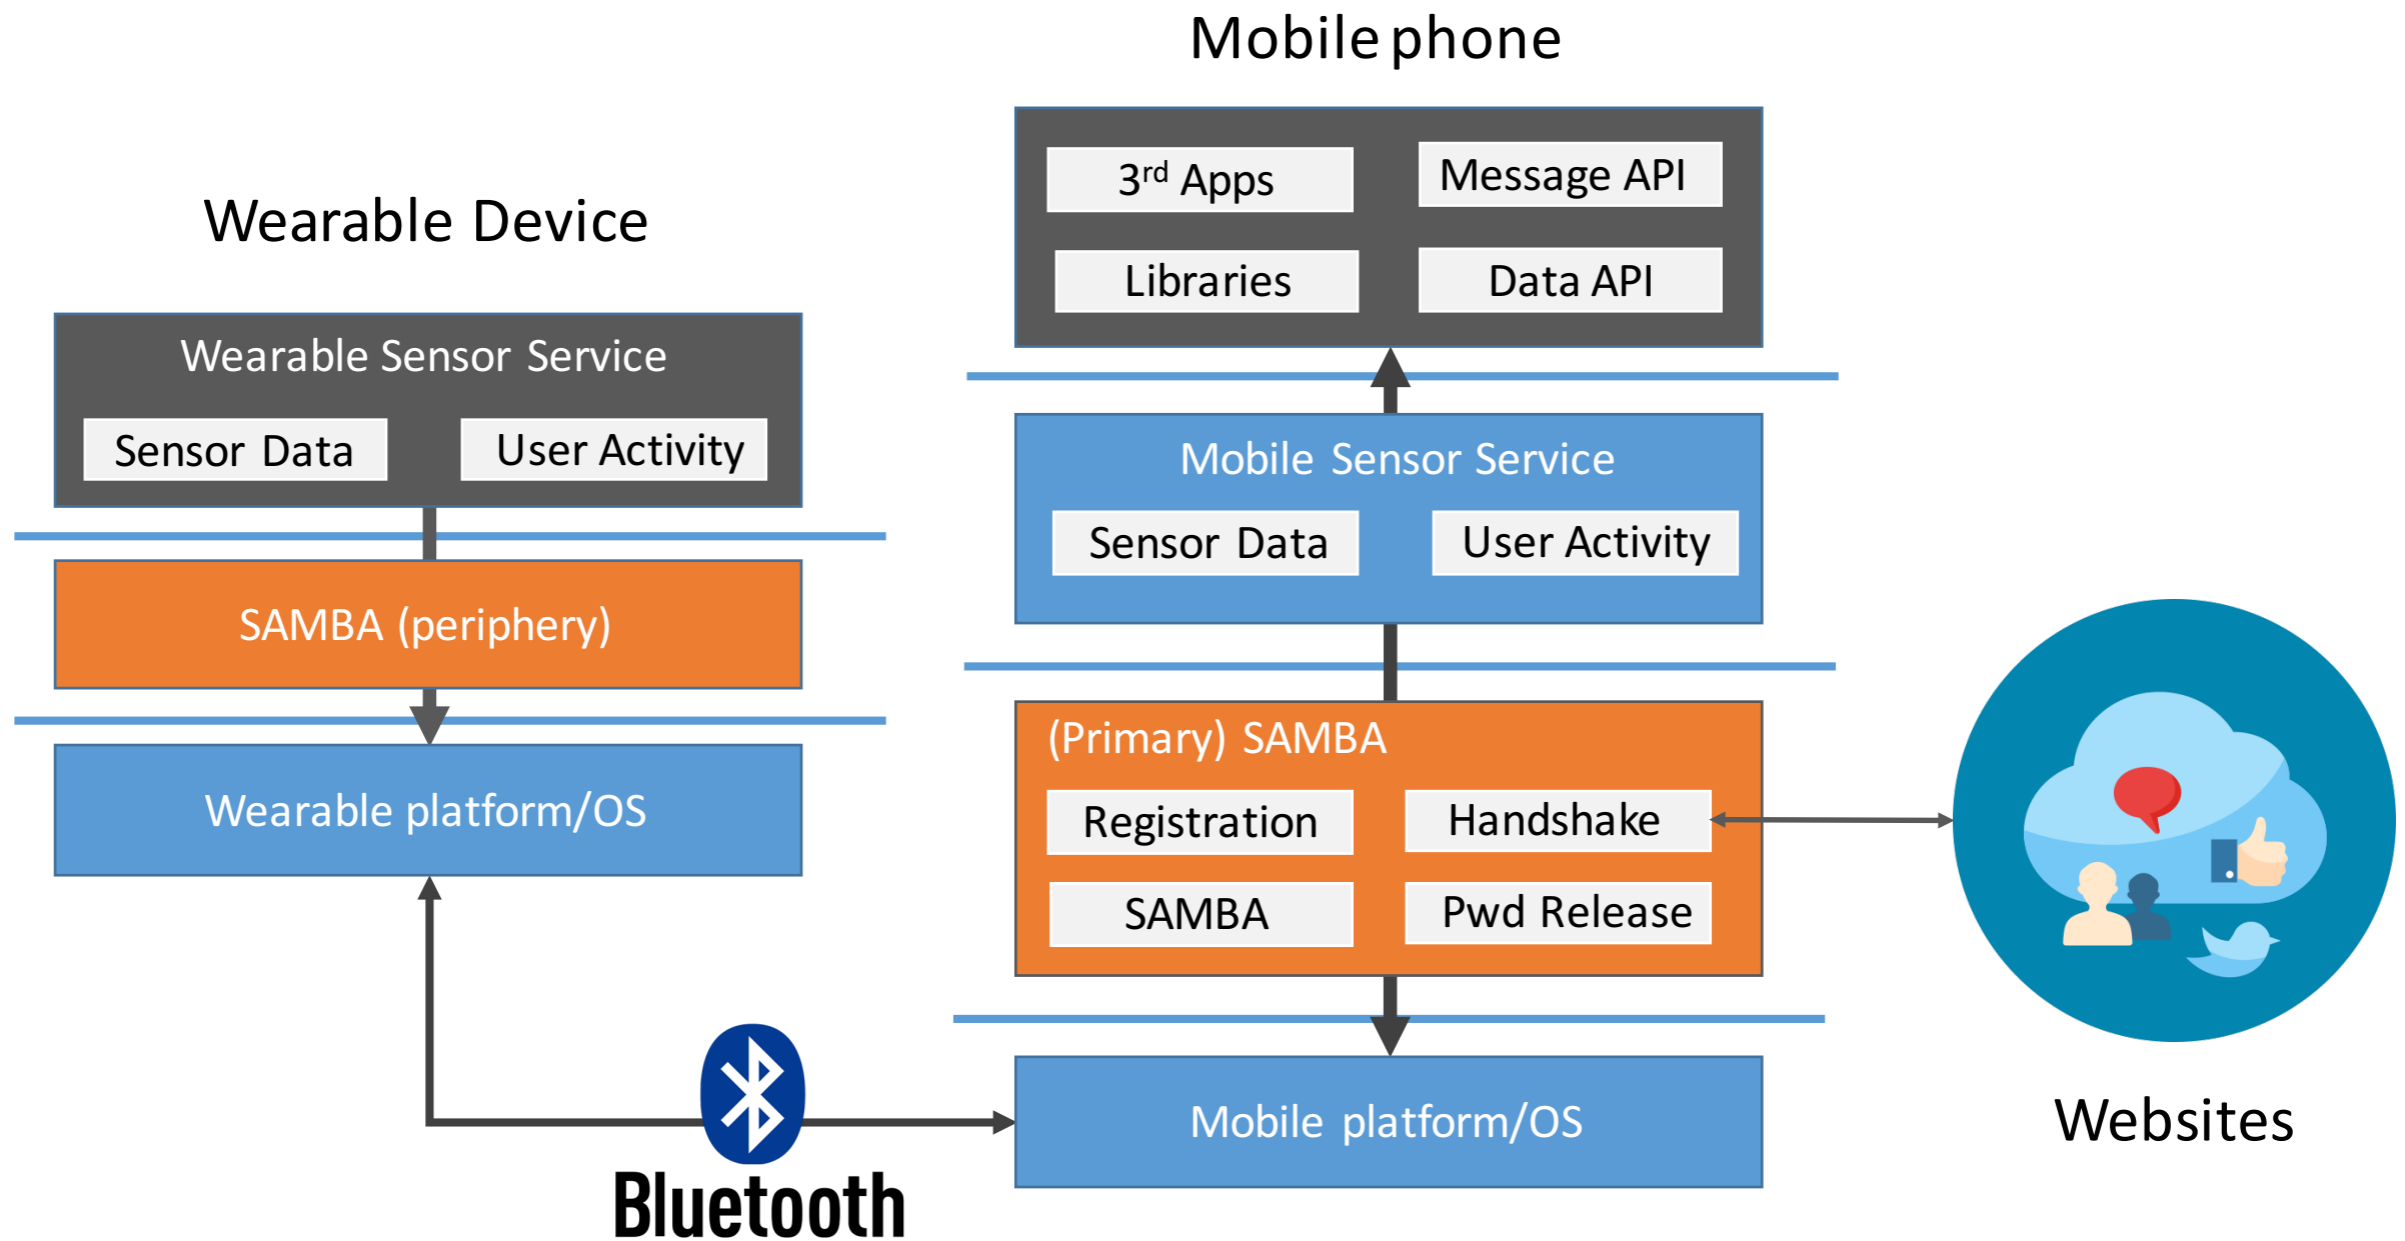 Mobile phone
3rd Apps
Message API
Libraries
Data API
Wearable Device
Wearable Sensor Service
Sensor Data
User Activity
SAMBA (periphery)
Wearable platform/OS
Mobile Sensor Service
Sensor Data
User Activity
(Primary) SAMBA
Registration
Handshake
SAMBA
Pwd Release
Mobile platform/OS
Bluetooth
Websites